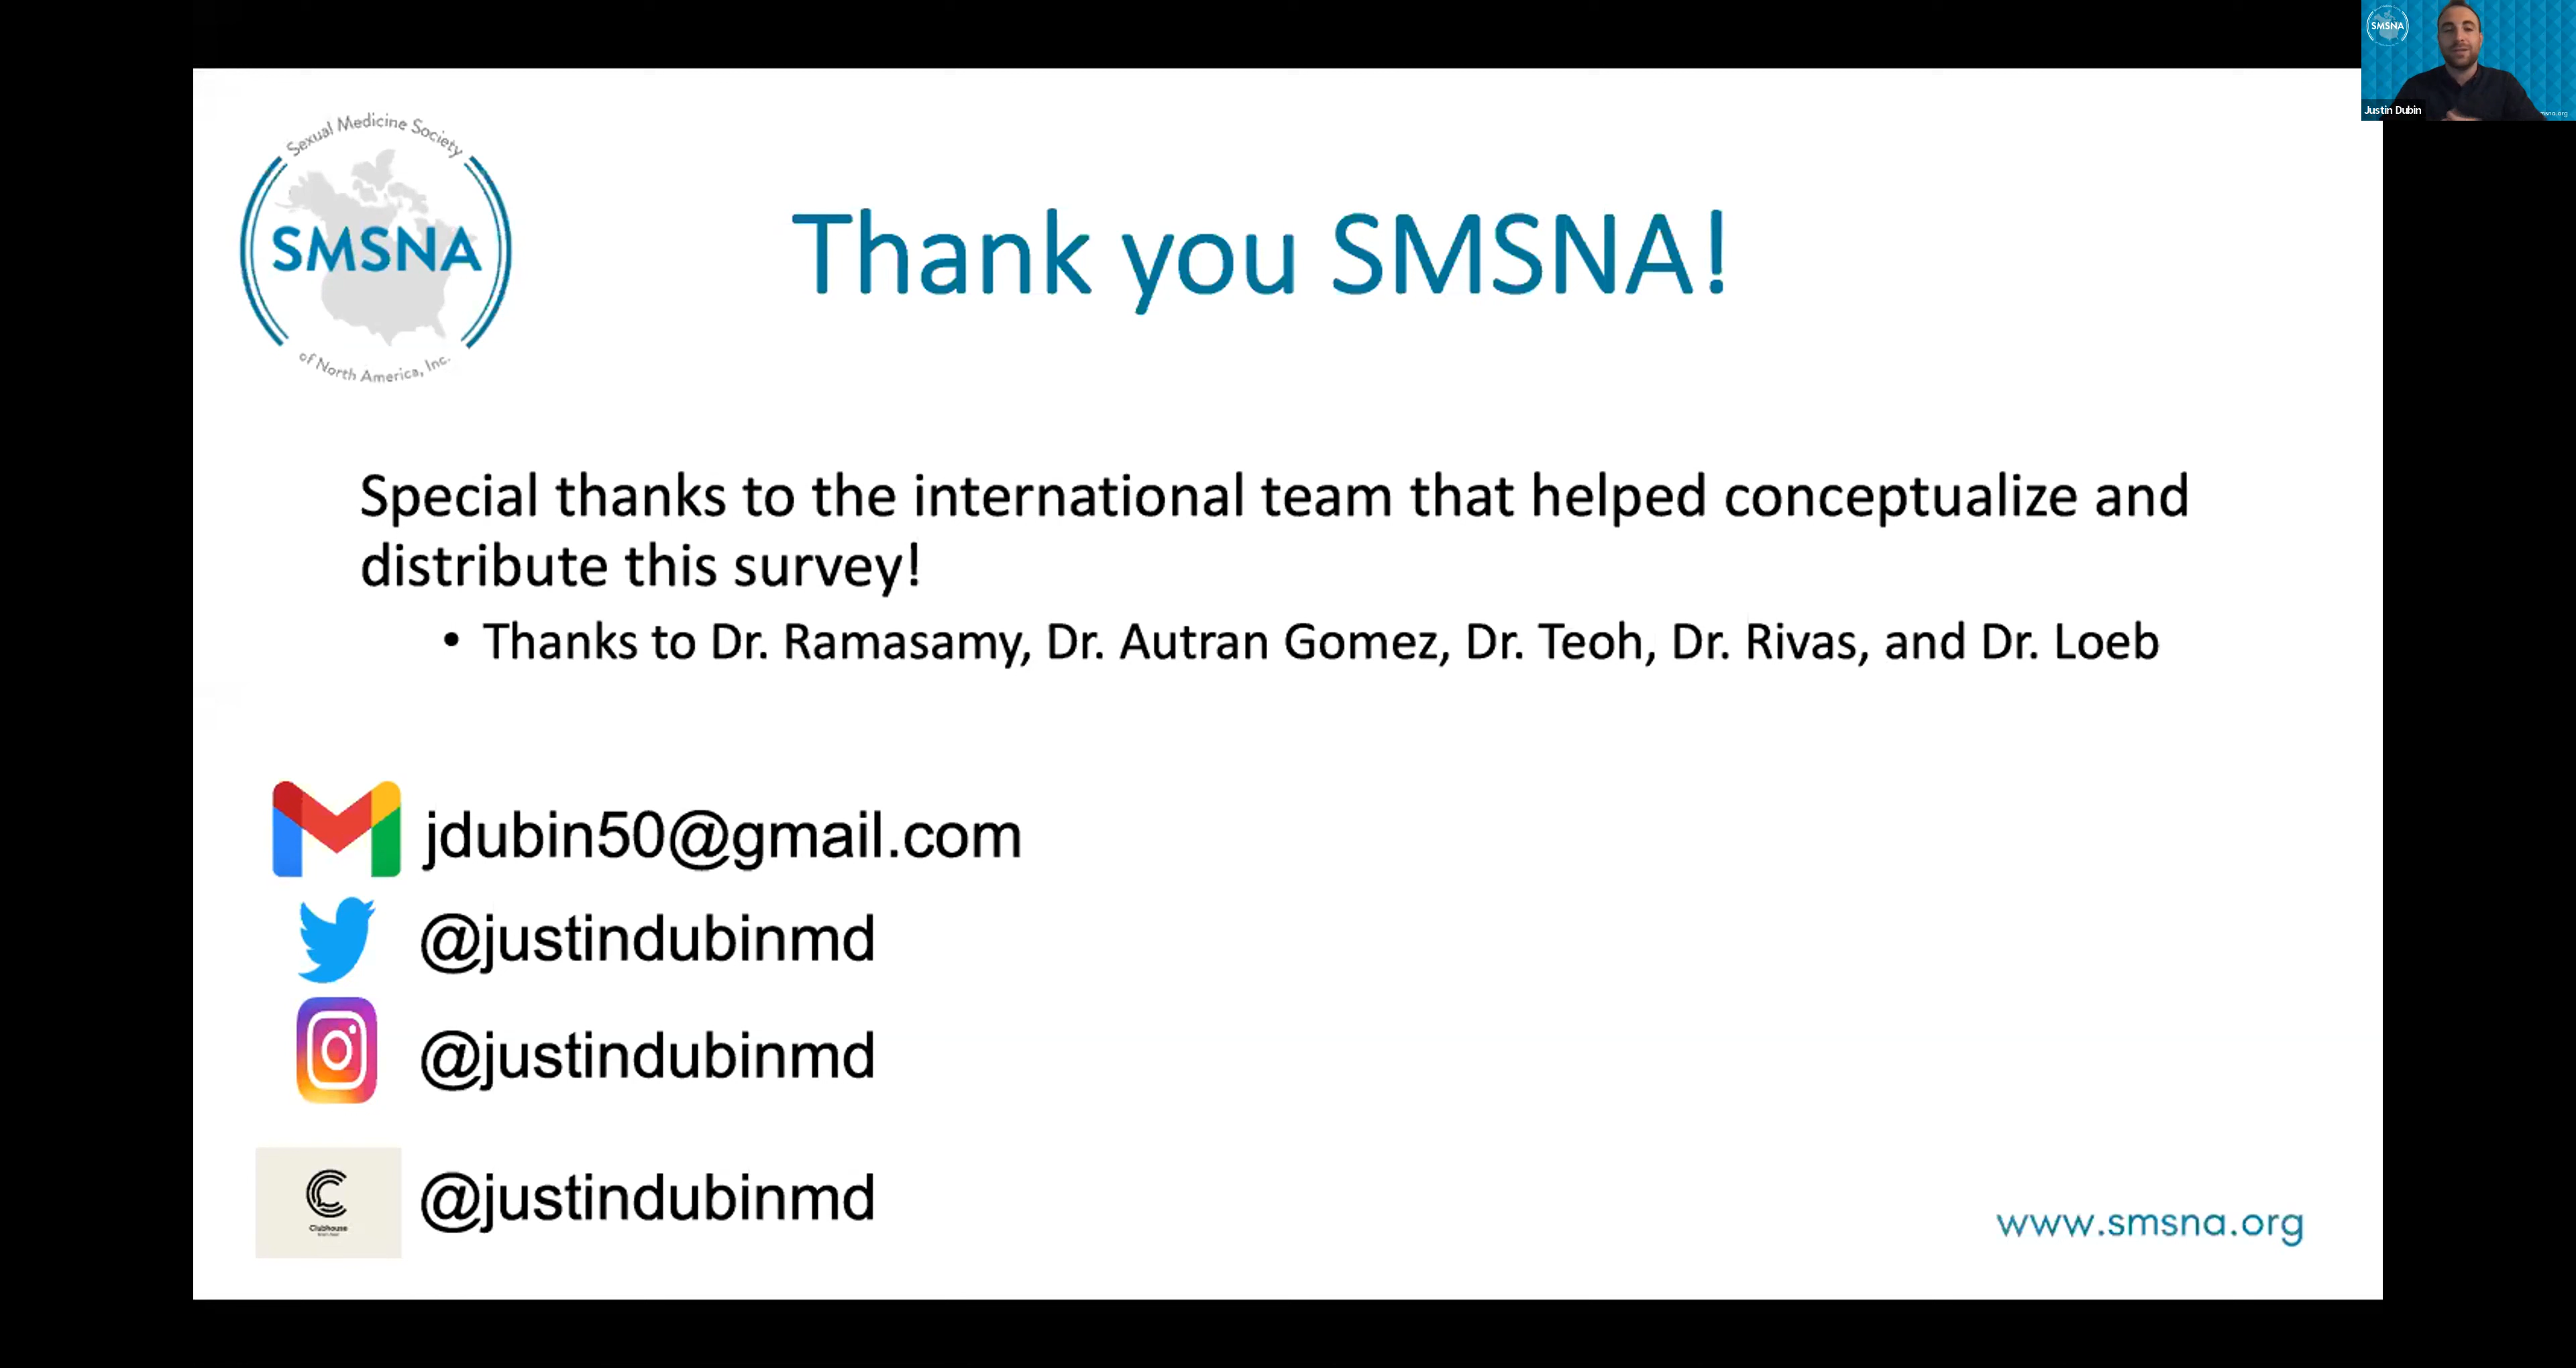 SMSNA
Justin Dubin
Sexual Medicine Society
SMSNA
of North America, Inc.
Thank you SMSNA!
Special thanks to the international team that helped conceptualize and
distribute this survey!
• Thanks to Dr. Ramasamy, Dr. Autran Gomez, Dr. Teoh, Dr. Rivas, and Dr. Loeb
jdubin50@gmail.com
@justindubinmd
@justindubinmd
Clubhouse
@justindubinmd
www.smsna.org